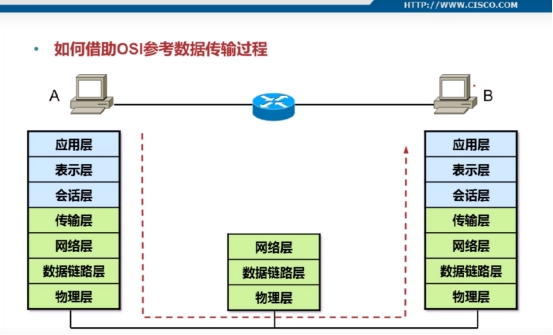 HTTP://WWW.CISCO.COM
• 如何借助OSI参考数据传输过程
A
B
应用层
表示层
会话层
传输层
网络层
数据链路层
物理层
网络层
数据链路层
物理层
应用层
表示层
会话层
传输层
网络层
数据链路层
物理层